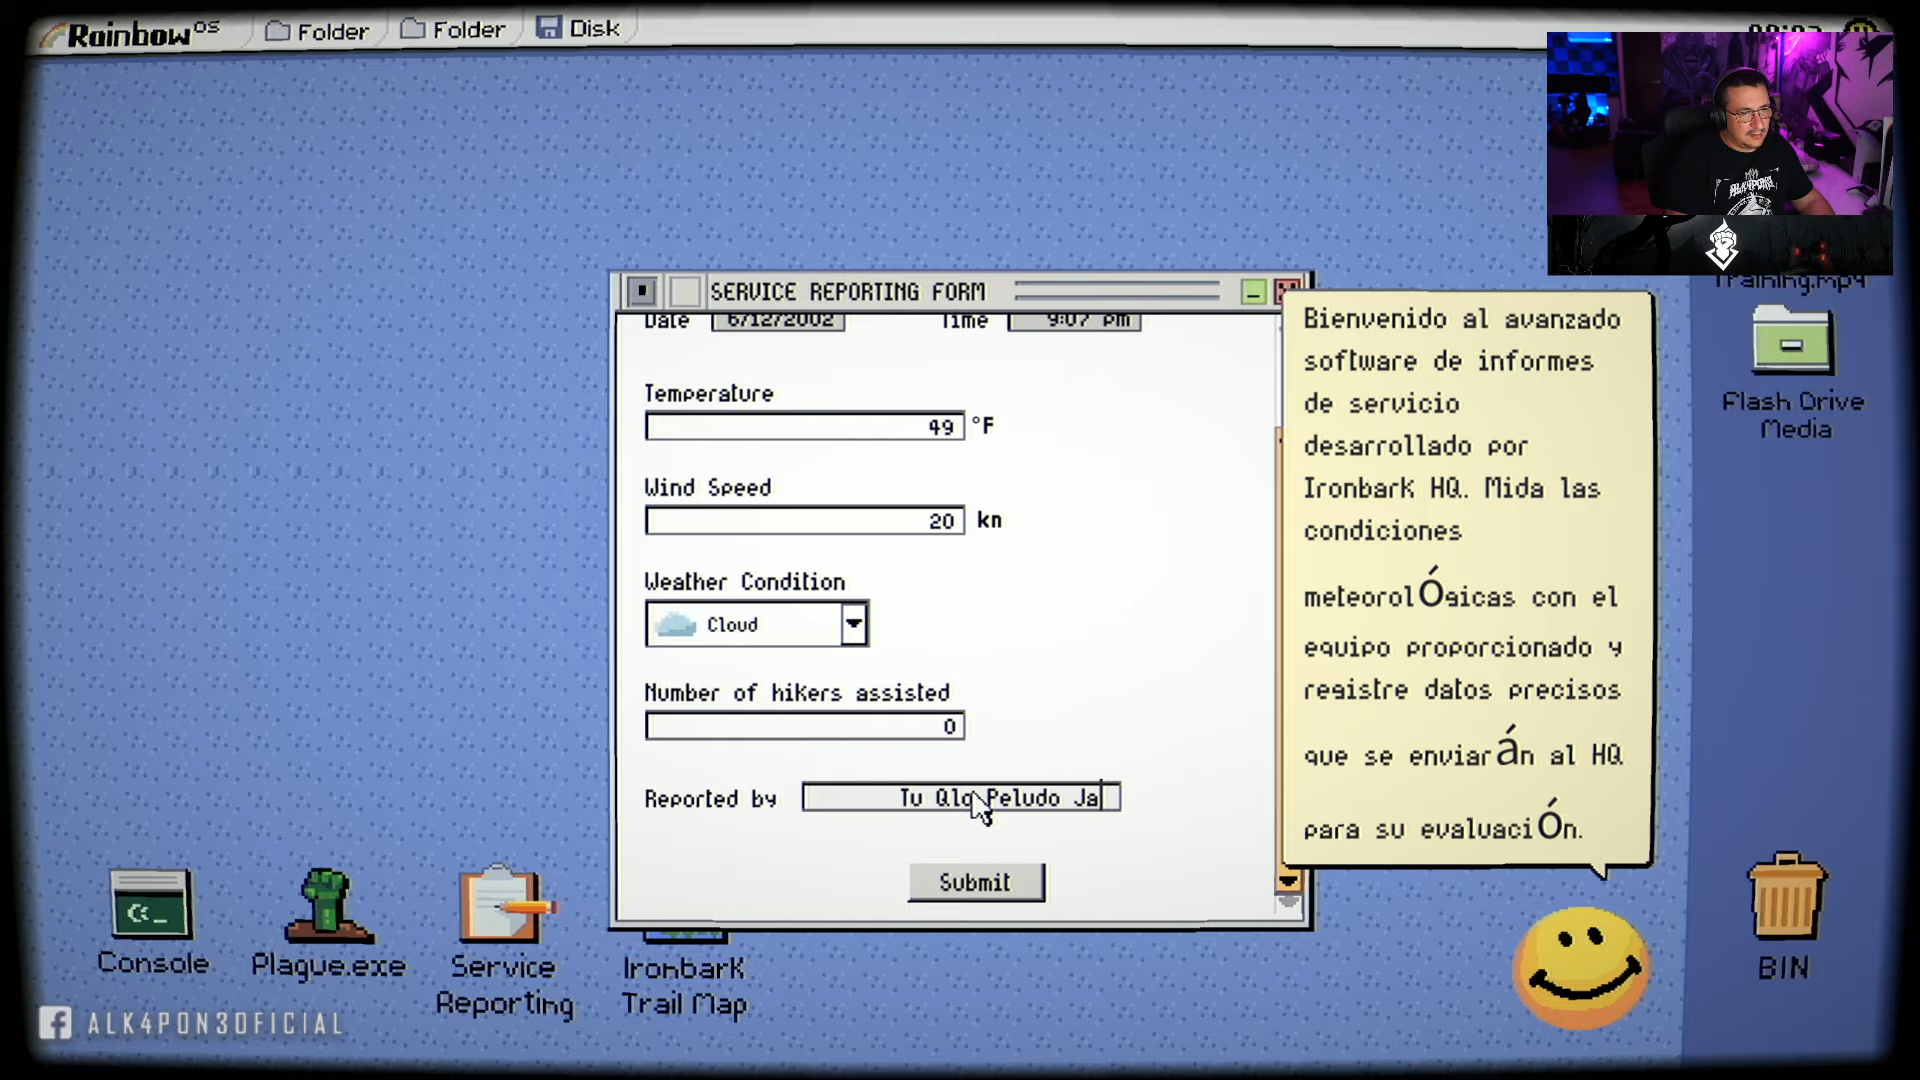 Rainbow OS
Folder
Folder
Disk
Training.mp4
Flash Drive
Media
SERVICE REPORTING FORM
Date 6/12/2002 Time 9:07 pm
Temperature
49 °F
Wind Speed
20 kn
Weather Condition
Cloud
Number of hikers assisted
0
Reported by Tu Qlo Peludo Ja
Submit
Bienvenido al avanzado
software de informes
de servicio
desarrollado por
Ironbark HQ. Mida las
condiciones
meteorolÓgicas con el
equipo proporcionado y
registre datos precisos
que se enviarán al HQ
para su evaluaciÓn.
Console
Plague.exe
Service
Reporting
Ironbark
Trail Map
BIN
ALK4PON3OFICIAL